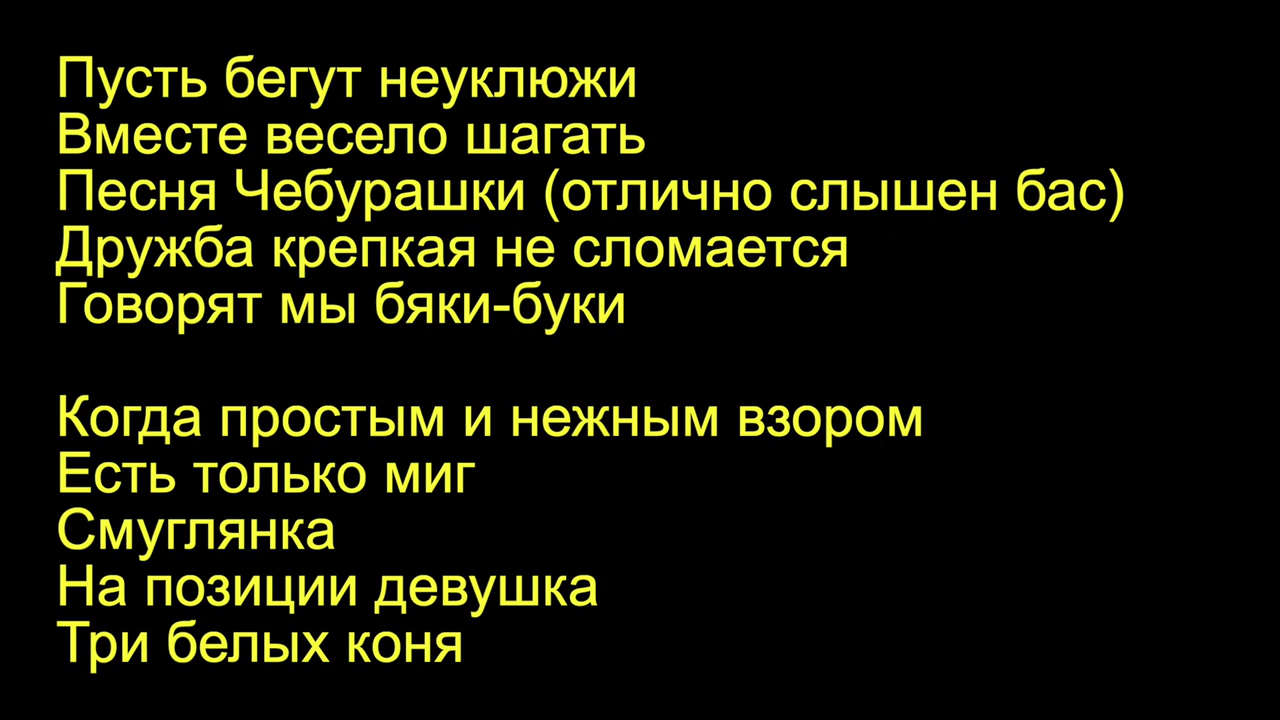 Пусть бегут неуклюжи
Вместе весело шагать
Песня Чебурашки (отлично слышен бас)
Дружба крепкая не сломается
Говорят мы бяки-буки
Когда простым и нежным взором
Есть только миг
Смуглянка
На позиции девушка
Три белых коня